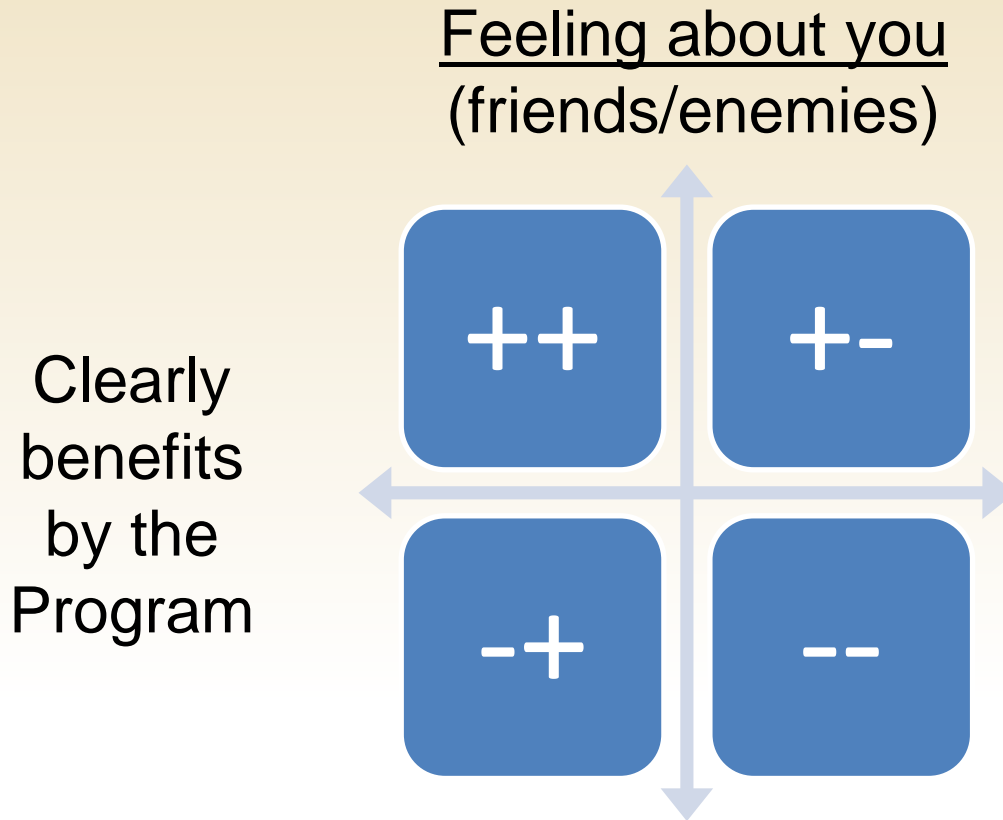 Feeling about you
(friends/enemies)
++ +-
Clearly
benefits
by the
Program
-+ --